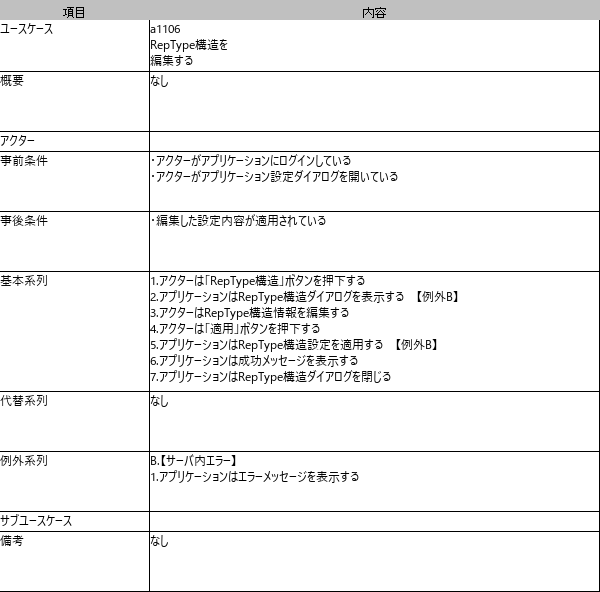 項目 内容
ユースケース a1106
RepType構造を
編集する
概要 なし
アクター
事前条件 ・アクターがアプリケーションにログインしている
・アクターがアプリケーション設定ダイアログを開いている
事後条件 ・編集した設定内容が適用されている
基本系列 1.アクターは「RepType構造」ボタンを押下する
2.アプリケーションはRepType構造ダイアログを表示する 【例外B】
3.アクターはRepType構造情報を編集する
4.アクターは「適用」ボタンを押下する
5.アプリケーションはRepType構造設定を適用する 【例外B】
6.アプリケーションは成功メッセージを表示する
7.アプリケーションはRepType構造ダイアログを閉じる
代替系列 なし
例外系列 B.【サーバ内エラー】
1.アプリケーションはエラーメッセージを表示する
サブユースケース
備考 なし